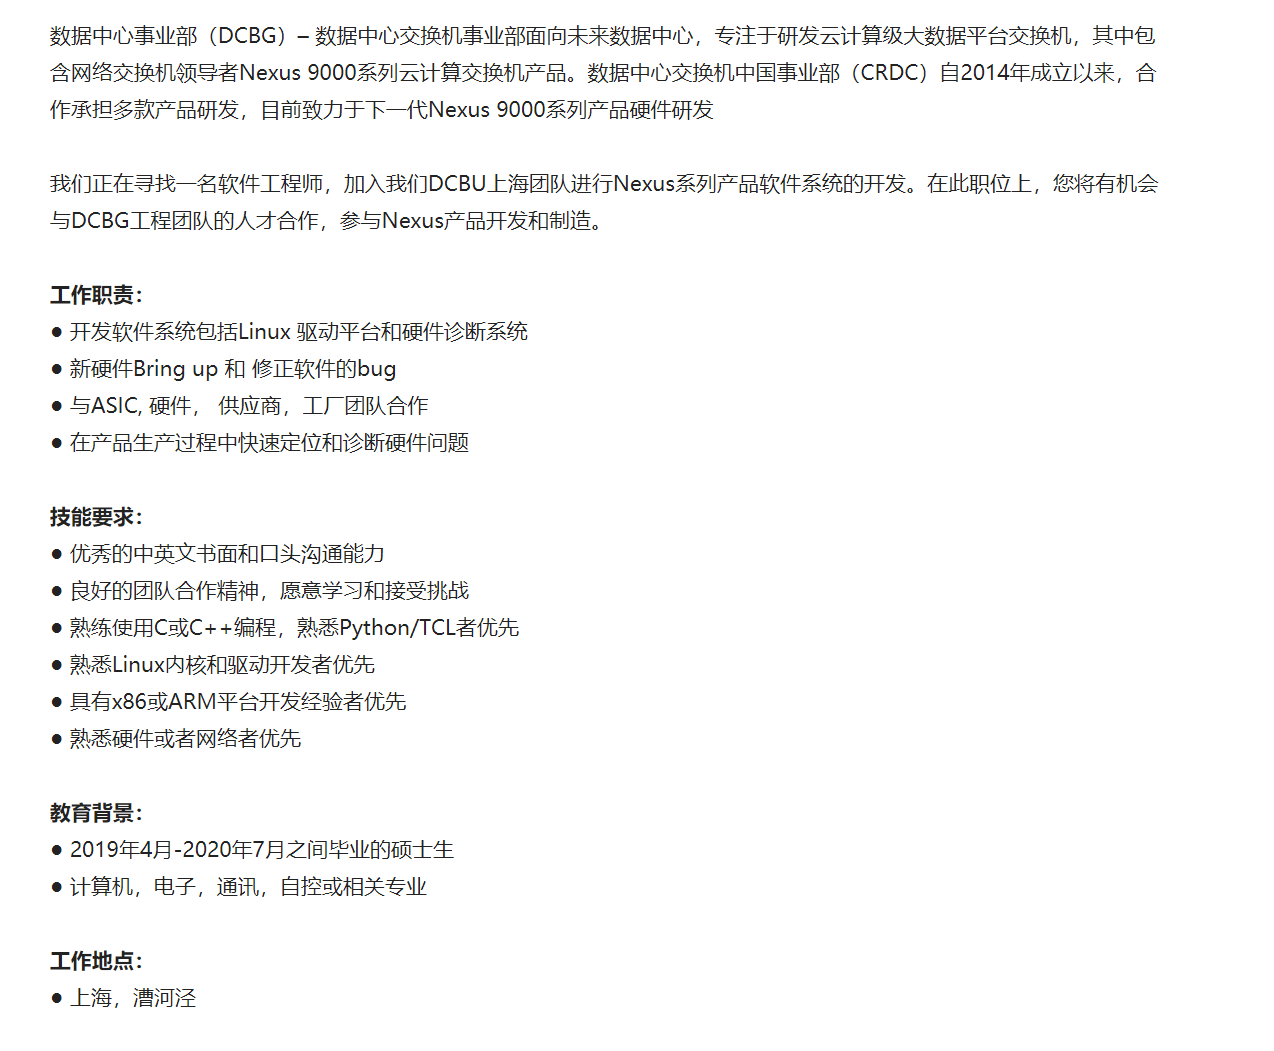 数据中心事业部（DCBG）– 数据中心交换机事业部面向未来数据中心，专注于研发云计算级大数据平台交换机，其中包
含网络交换机领导者Nexus 9000系列云计算交换机产品。数据中心交换机中国事业部（CRDC）自2014年成立以来，合
作承担多款产品研发，目前致力于下一代Nexus 9000系列产品硬件研发
我们正在寻找一名软件工程师，加入我们DCBU上海团队进行Nexus系列产品软件系统的开发。在此职位上，您将有机会
与DCBG工程团队的人才合作，参与Nexus产品开发和制造。
工作职责：
● 开发软件系统包括Linux 驱动平台和硬件诊断系统
● 新硬件Bring up 和 修正软件的bug
● 与ASIC, 硬件， 供应商，工厂团队合作
● 在产品生产过程中快速定位和诊断硬件问题
技能要求：
● 优秀的中英文书面和口头沟通能力
● 良好的团队合作精神，愿意学习和接受挑战
● 熟练使用C或C++编程，熟悉Python/TCL者优先
● 熟悉Linux内核和驱动开发者优先
● 具有x86或ARM平台开发经验者优先
● 熟悉硬件或者网络者优先
教育背景：
● 2019年4月-2020年7月之间毕业的硕士生
● 计算机，电子，通讯，自控或相关专业
工作地点：
● 上海，漕河泾